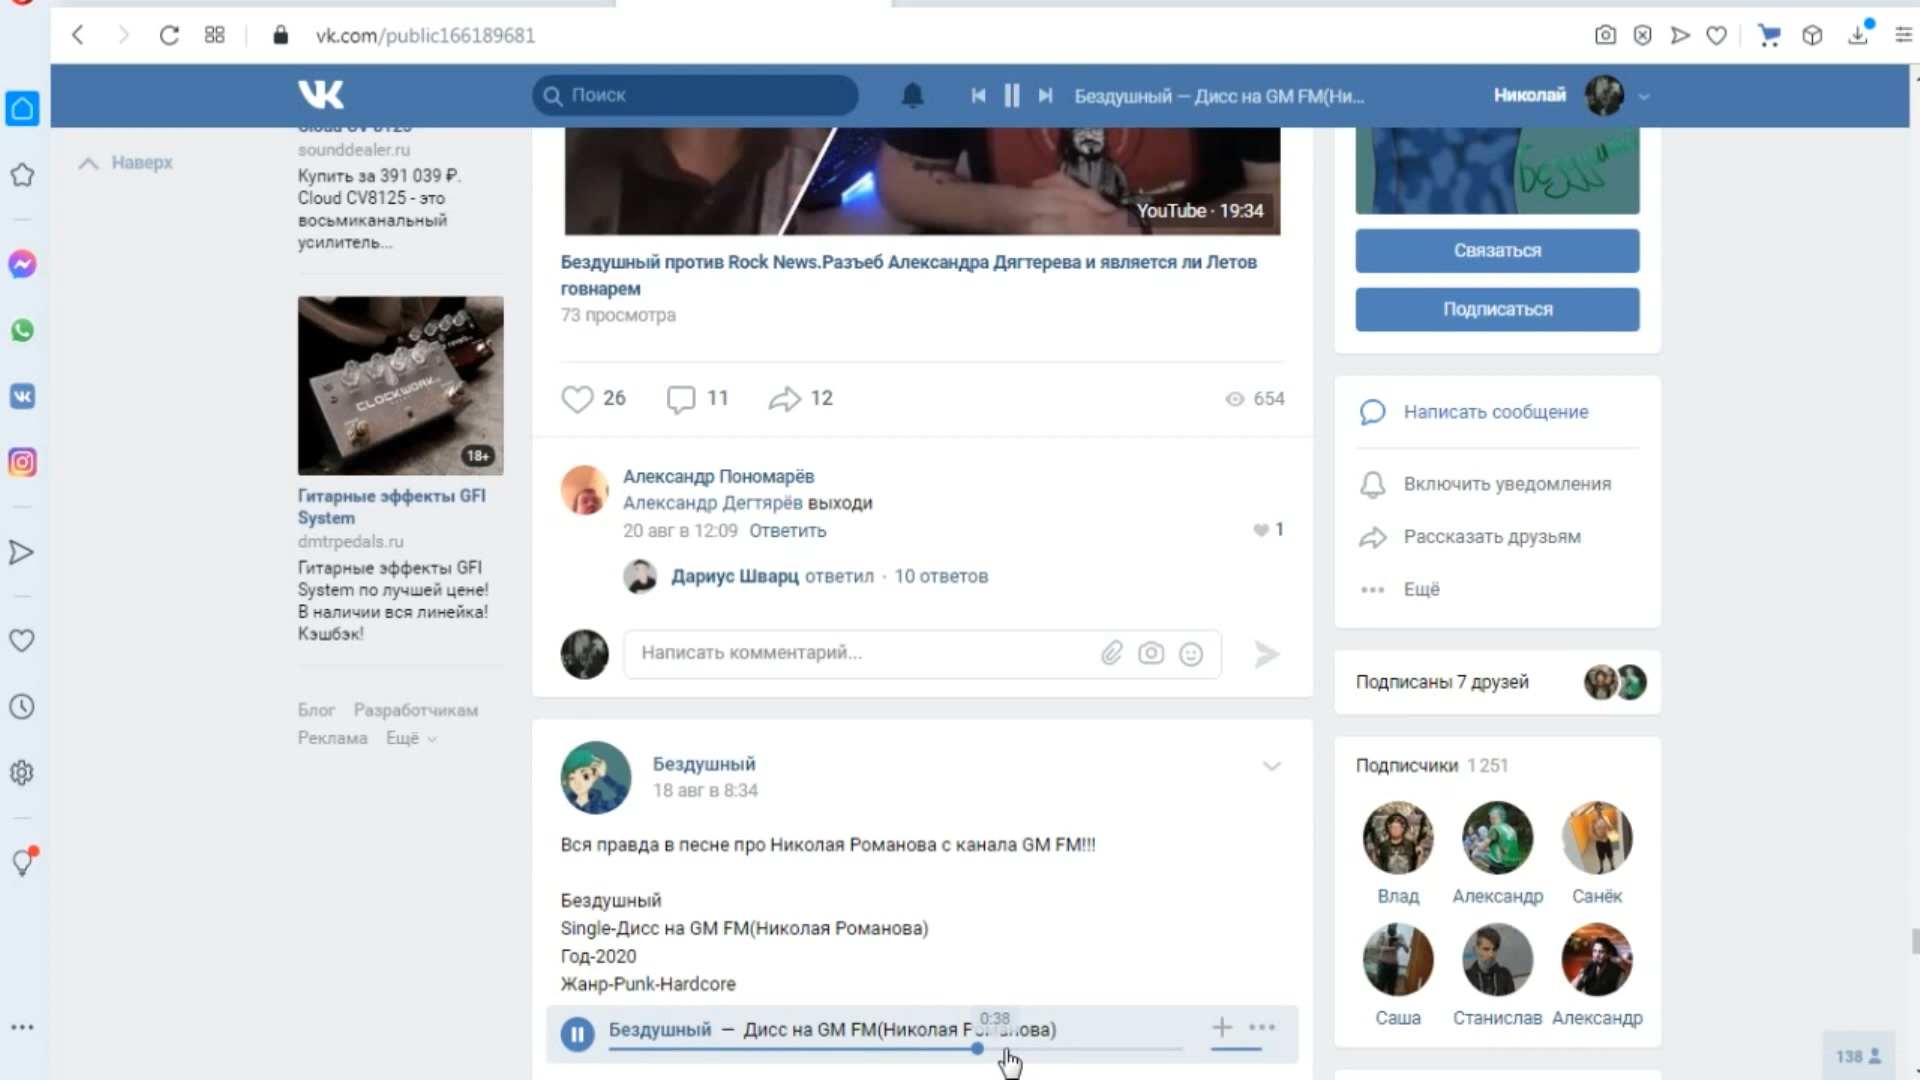 vk.com/public166189681
Поиск
Бездушный — Дисс на GM FM(Ни...
Николай
Наверх
Cloud CV 8125
sounddealer.ru
Купить за 391 039 ₽.
Cloud CV8125 - это
восьмиканальный
усилитель...
CLOCKWORK
18+
Гитарные эффекты GFI
System
dmtrpedals.ru
Гитарные эффекты GFI
System по лучшей цене!
В наличии вся линейка!
Кэшбэк!
Блог Разработчикам
Реклама Ещё
YouTube · 19:34
Бездушный против Rock News.Разъеб Александра Дягтерева и является ли Летов
говнарем
73 просмотра
26 11 12 654
Александр Пономарёв
Александр Дегтярёв выходи
20 авг в 12:09 Ответить
1
Дариус Шварц ответил · 10 ответов
Написать комментарий...
Бездушный
18 авг в 8:34
Вся правда в песне про Николая Романова с канала GM FM!!!
Бездушный
Single-Дисс на GM FM(Николая Романова)
Год-2020
Жанр-Punk-Hardcore
0:38
Бездушный — Дисс на GM FM(Николая Романова)
Бездушный
Связаться
Подписаться
Написать сообщение
Включить уведомления
Рассказать друзьям
Ещё
Подписаны 7 друзей
Подписчики 1 251
Влад Александр Санёк
Саша Станислав Александр
138